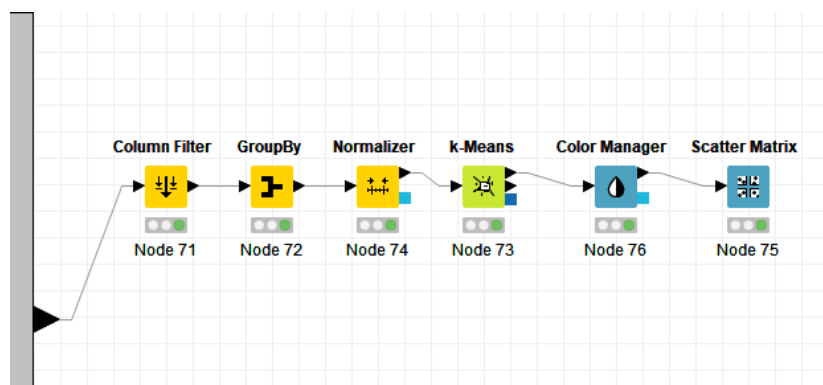 Column Filter GroupBy Normalizer k-Means Color Manager Scatter Matrix
Node 71 Node 72 Node 74 Node 73 Node 76 Node 75